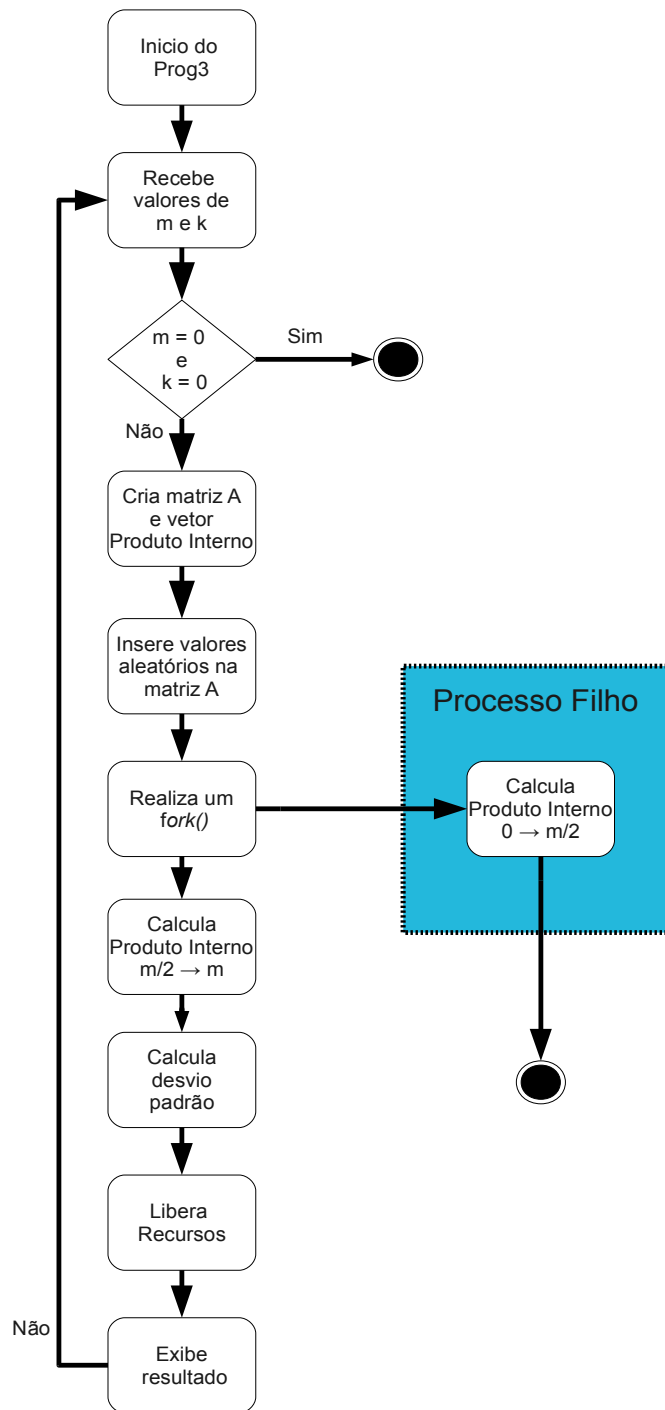 Inicio do
Prog3
Recebe
valores de
m e k
m = 0
e
k = 0
Sim
Não
Cria matriz A
e vetor
Produto Interno
Insere valores
aleatórios na
matriz A
Processo Filho
Realiza um
fork()
Calcula
Produto Interno
0 → m/2
Calcula
Produto Interno
m/2 → m
Calcula
desvio
padrão
Libera
Recursos
Não
Exibe
resultado